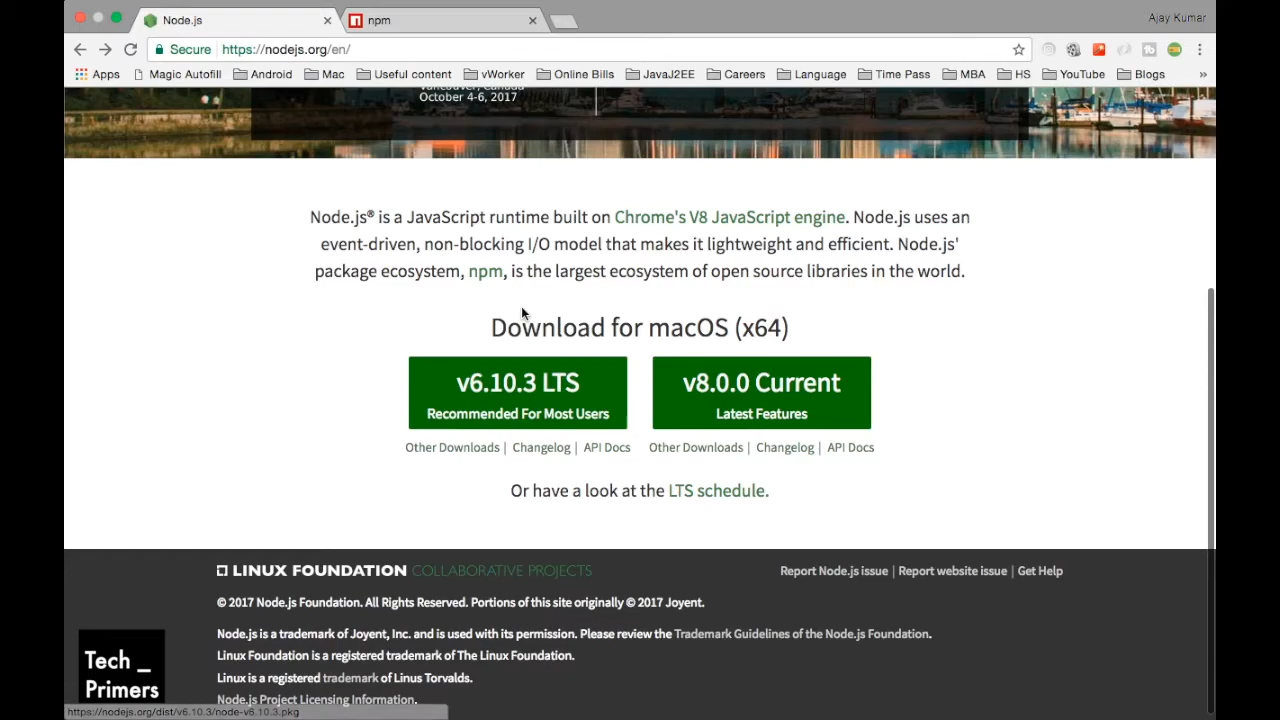 Node.js
npm
Ajay Kumar
Secure
https://nodejs.org/en/
Apps
Magic Autofill
Android
Mac
Useful content
vWorker
Online Bills
JavaJ2EE
Careers
Language
Time Pass
MBA
HS
YouTube
Blogs
»
Vancouver, Canada
October 4-6, 2017
Node.js® is a JavaScript runtime built on Chrome's V8 JavaScript engine. Node.js uses an
event-driven, non-blocking I/O model that makes it lightweight and efficient. Node.js'
package ecosystem, npm, is the largest ecosystem of open source libraries in the world.
Download for macOS (x64)
v6.10.3 LTS
Recommended For Most Users
v8.0.0 Current
Latest Features
Other Downloads | Changelog | API Docs
Other Downloads | Changelog | API Docs
Or have a look at the LTS schedule.
LINUX FOUNDATION COLLABORATIVE PROJECTS
Report Node.js issue | Report website issue | Get Help
© 2017 Node.js Foundation. All Rights Reserved. Portions of this site originally © 2017 Joyent.
Node.js is a trademark of Joyent, Inc. and is used with its permission. Please review the Trademark Guidelines of the Node.js Foundation.
Linux Foundation is a registered trademark of The Linux Foundation.
Linux is a registered trademark of Linus Torvalds.
Node.js Project Licensing Information.
Tech _
Primers
https://nodejs.org/dist/v6.10.3/node-v6.10.3.pkg